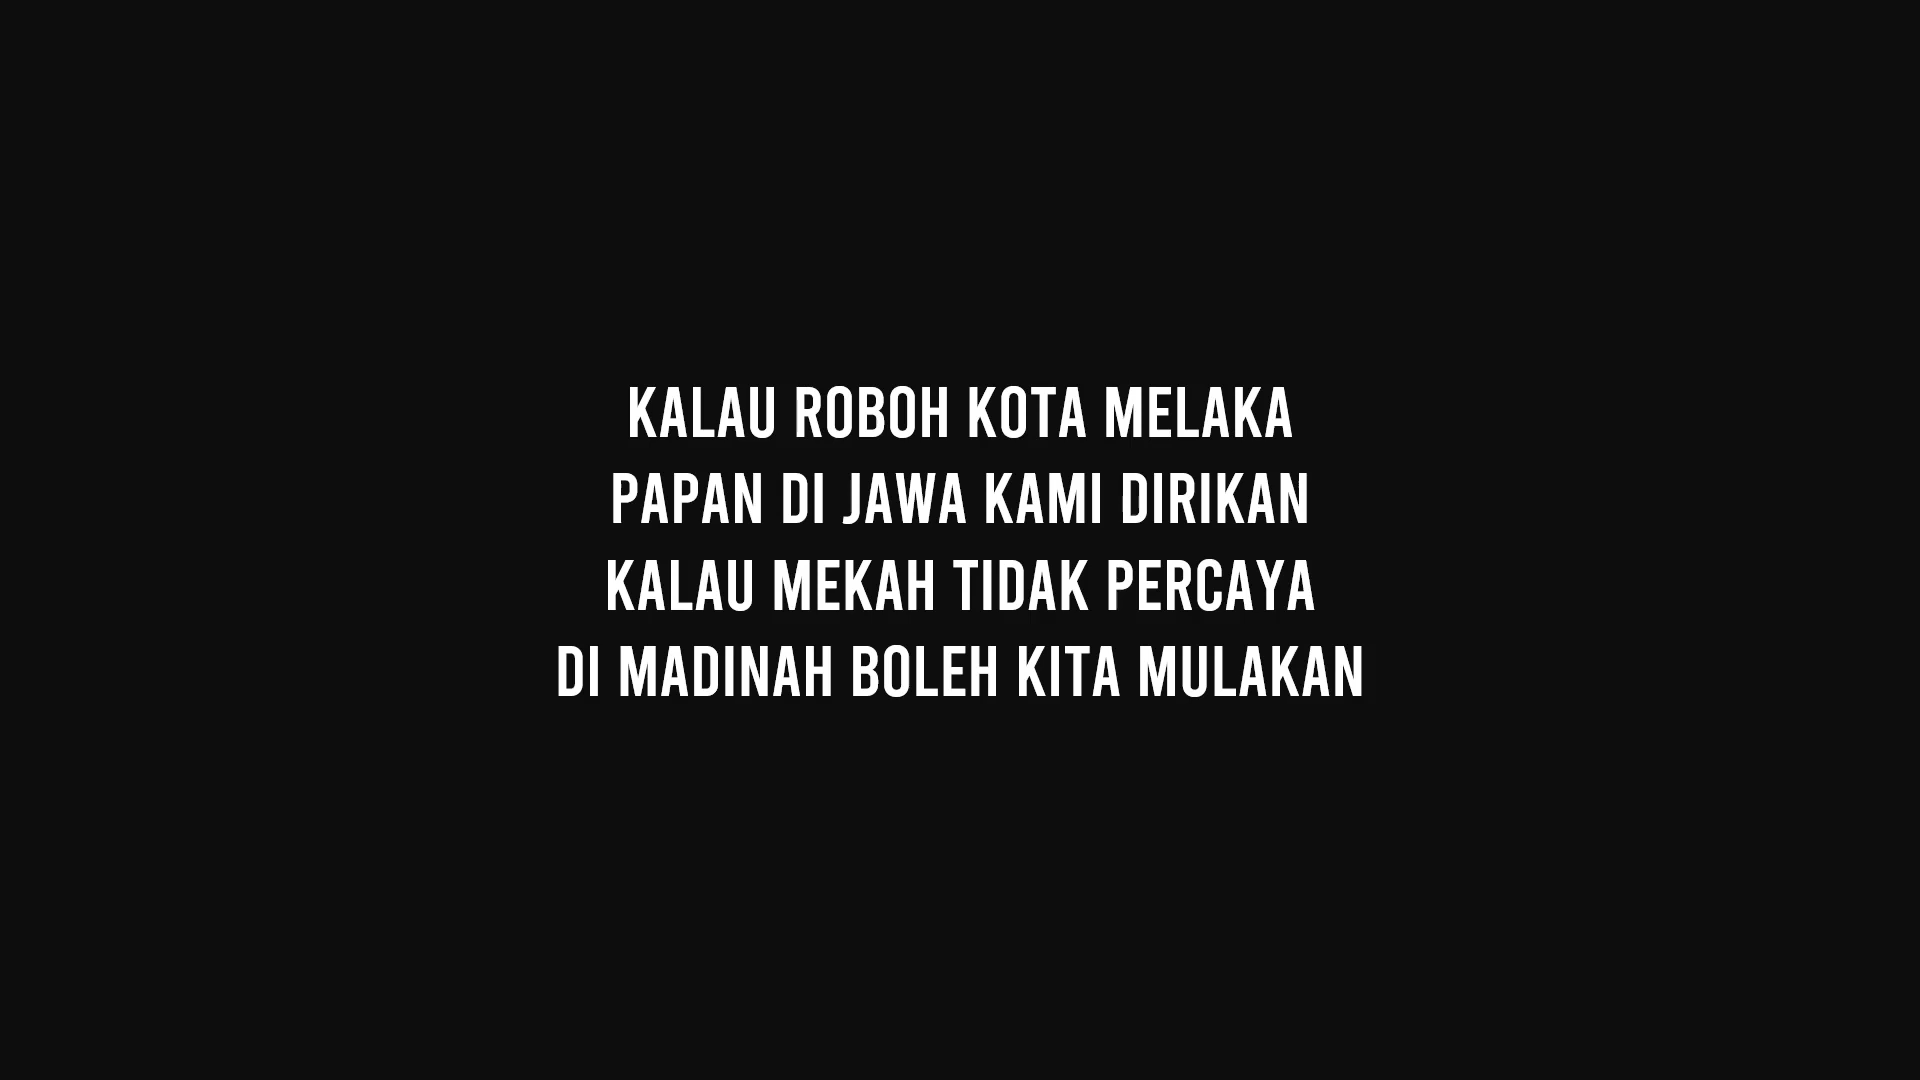 KALAU ROBOH KOTA MELAKA
PAPAN DI JAWA KAMI DIRIKAN
KALAU MEKAH TIDAK PERCAYA
DI MADINAH BOLEH KITA MULAKAN